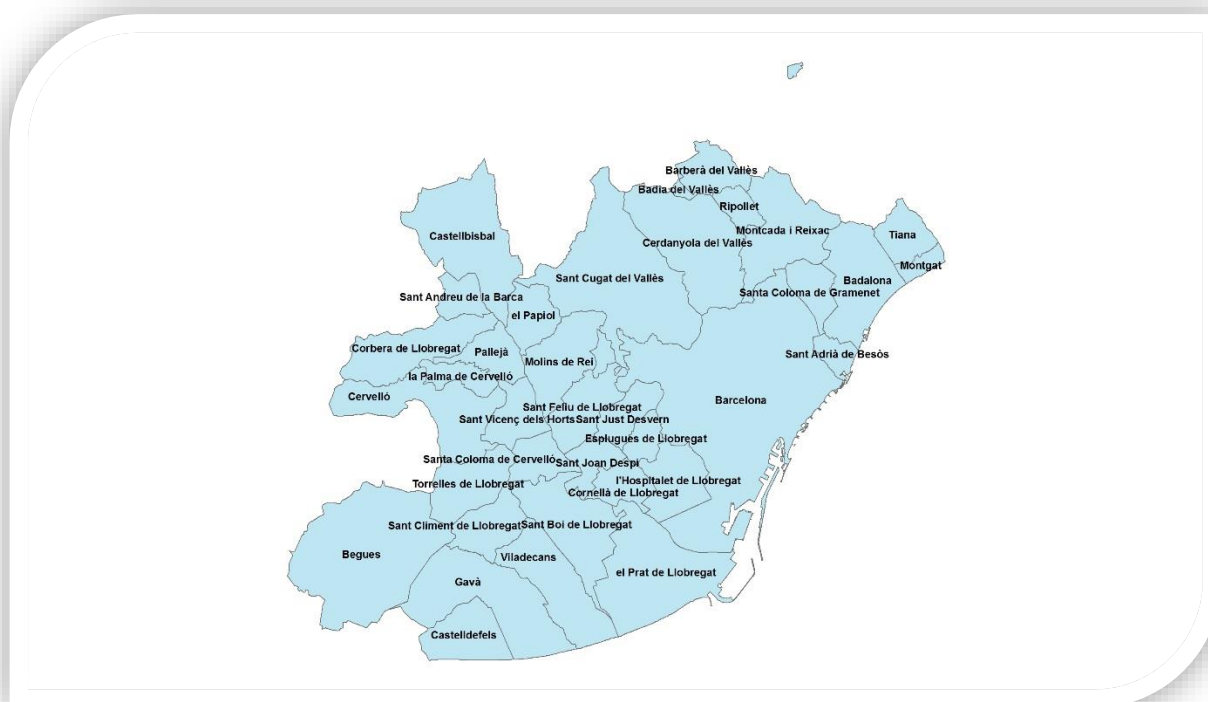 Barberà del Vallès
Badia del Vallès
Ripollet
Montcada i Reixac
Tiana
Castellbisbal
Cerdanyola del Vallès
Montgat
Sant Cugat del Vallès
Badalona
Santa Coloma de Gramenet
Sant Andreu de la Barca
el Papiol
Corbera de Llobregat
Pallejà
Sant Adrià de Besòs
Molins de Rei
la Palma de Cervelló
Cervelló
Barcelona
Sant Feliu de Llobregat
Sant Vicenç dels Horts
Sant Just Desvern
Esplugues de Llobregat
Santa Coloma de Cervelló
Sant Joan Despí
Torrelles de Llobregat
l'Hospitalet de Llobregat
Cornellà de Llobregat
Sant Climent de Llobregat
Sant Boi de Llobregat
Begues
Viladecans
el Prat de Llobregat
Gavà
Castelldefels